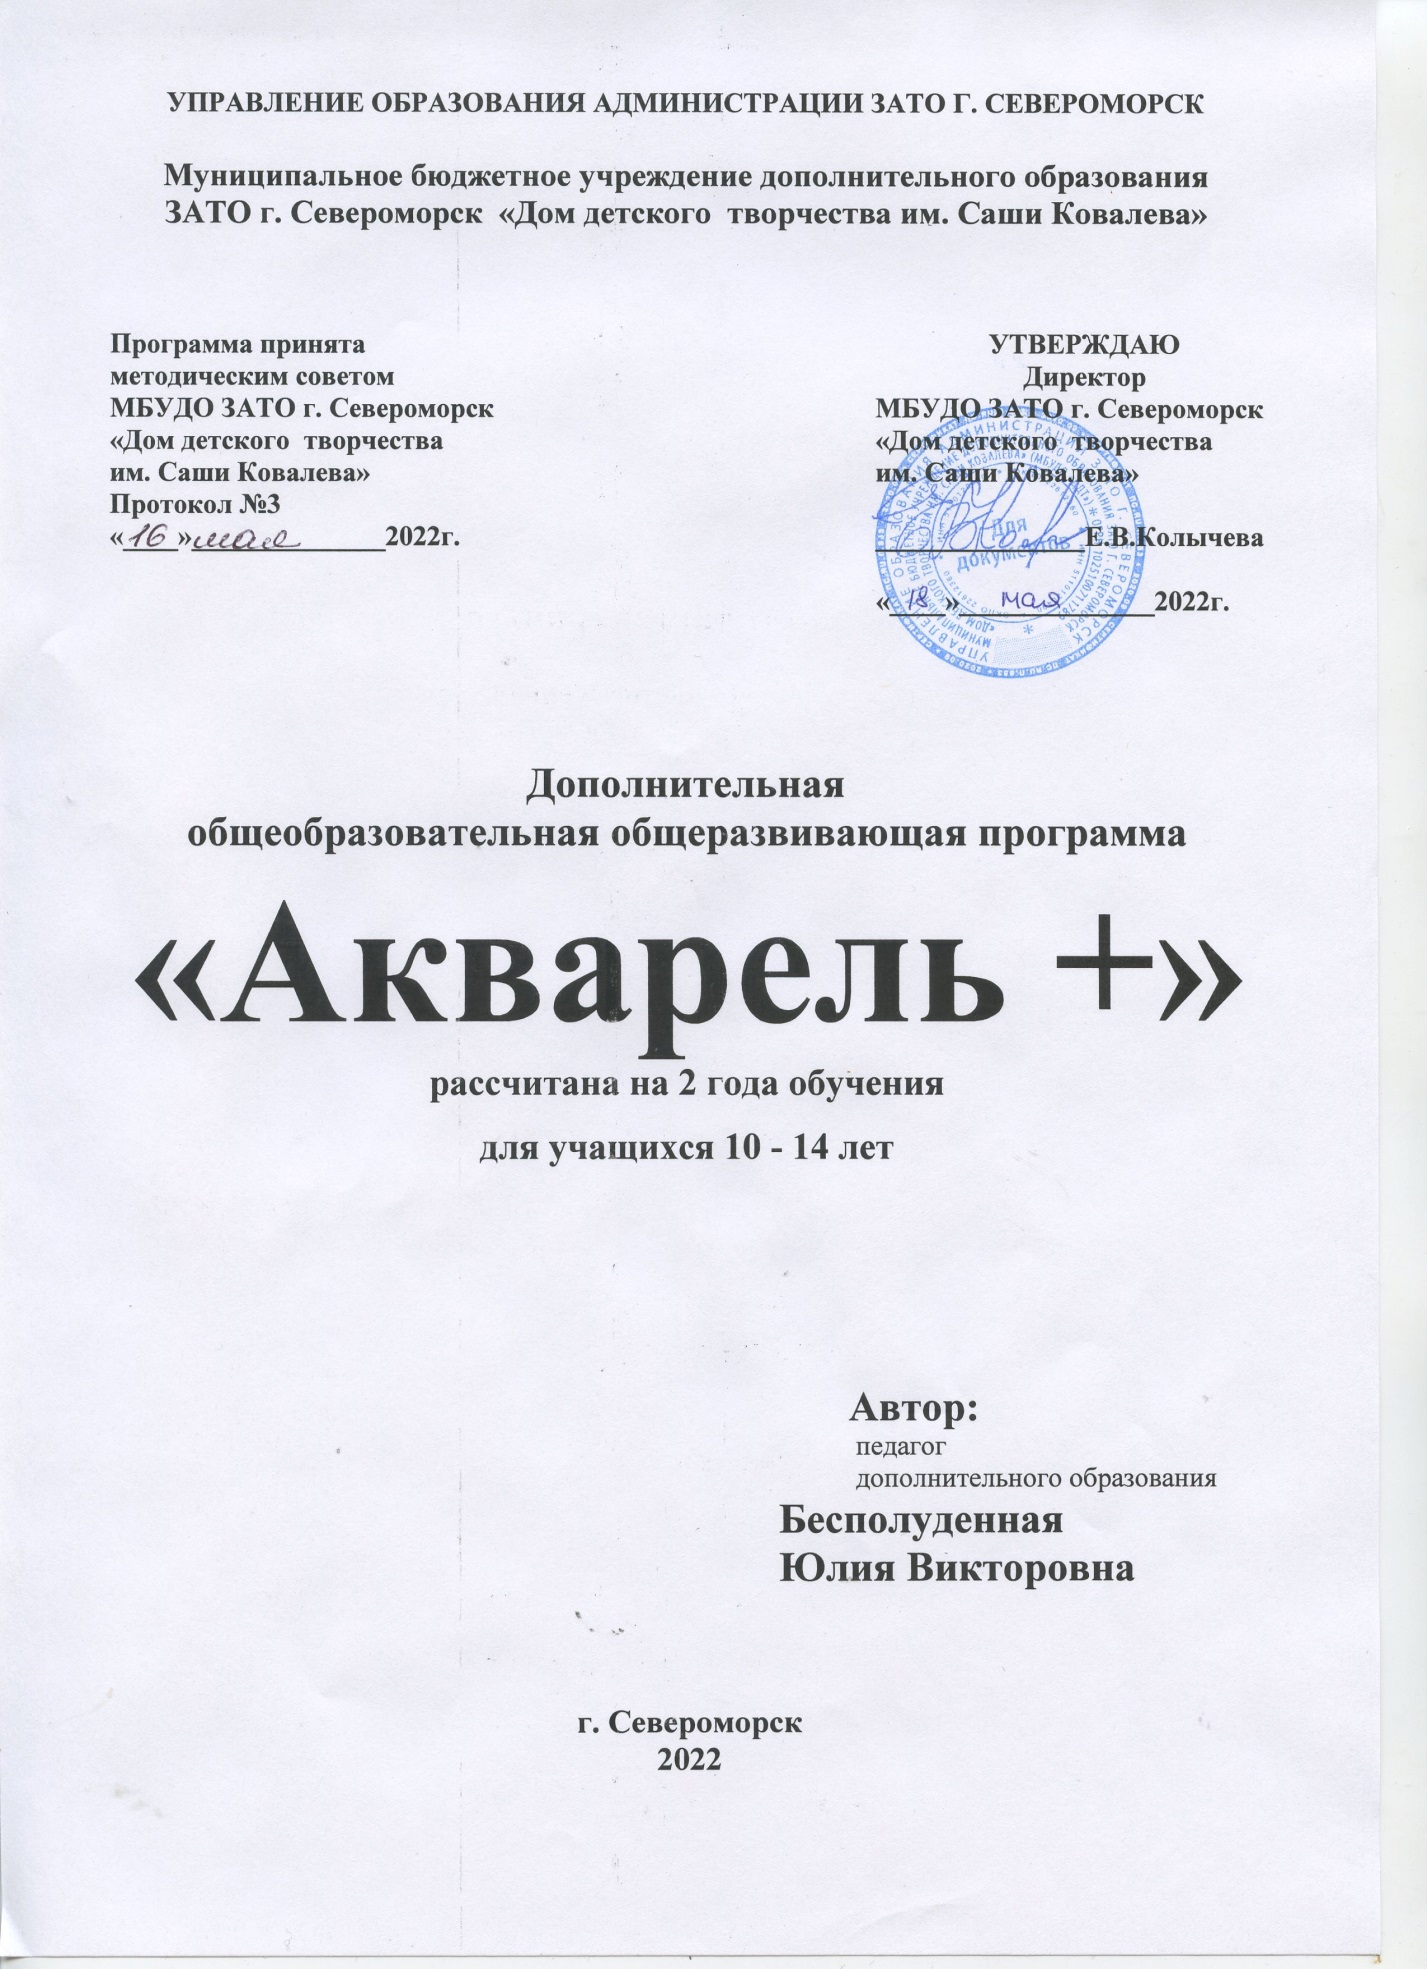 УПРАВЛЕНИЕ ОБРАЗОВАНИЯ АДМИНИСТРАЦИИ ЗАТО Г. СЕВЕРОМОРСК
Муниципальное бюджетное учреждение дополнительного образования
ЗАТО г. Североморск «Дом детского творчества им. Саши Ковалева»
Программа принята
методическим советом
МБУДО ЗАТО г. Североморск
«Дом детского творчества
им. Саши Ковалева»
Протокол №3
«16» мая 2022г.
УТВЕРЖДАЮ
Директор
МБУДО ЗАТО г. Североморск
«Дом детского творчества
им. Саши Ковалева»
Е.В.Колычева
Для
документов
«18» мая 2022г.
Дополнительная
общеобразовательная общеразвивающая программа
«Акварель +»
рассчитана на 2 года обучения
для учащихся 10 - 14 лет
Автор:
педагог
дополнительного образования
Бесполуденная
Юлия Викторовна
г. Североморск
2022